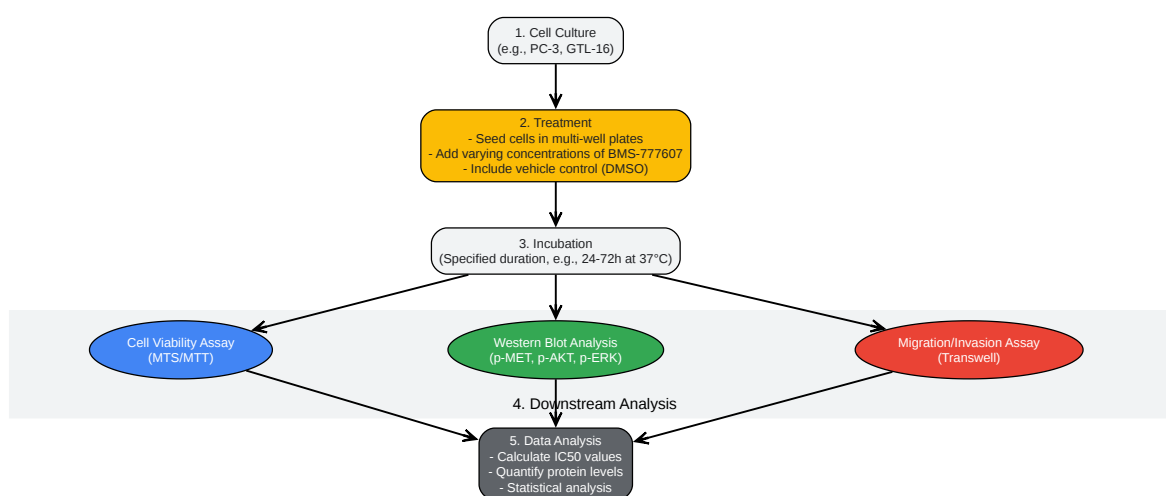 1. Cell Culture
(e.g., PC-3, GTL-16)
2. Treatment
- Seed cells in multi-well plates
- Add varying concentrations of BMS-777607
- Include vehicle control (DMSO)
3. Incubation
(Specified duration, e.g., 24-72h at 37°C)
Cell Viability Assay
(MTS/MTT)
Western Blot Analysis
(p-MET, p-AKT, p-ERK)
Migration/Invasion Assay
(Transwell)
4. Downstream Analysis
5. Data Analysis
- Calculate IC50 values
- Quantify protein levels
- Statistical analysis